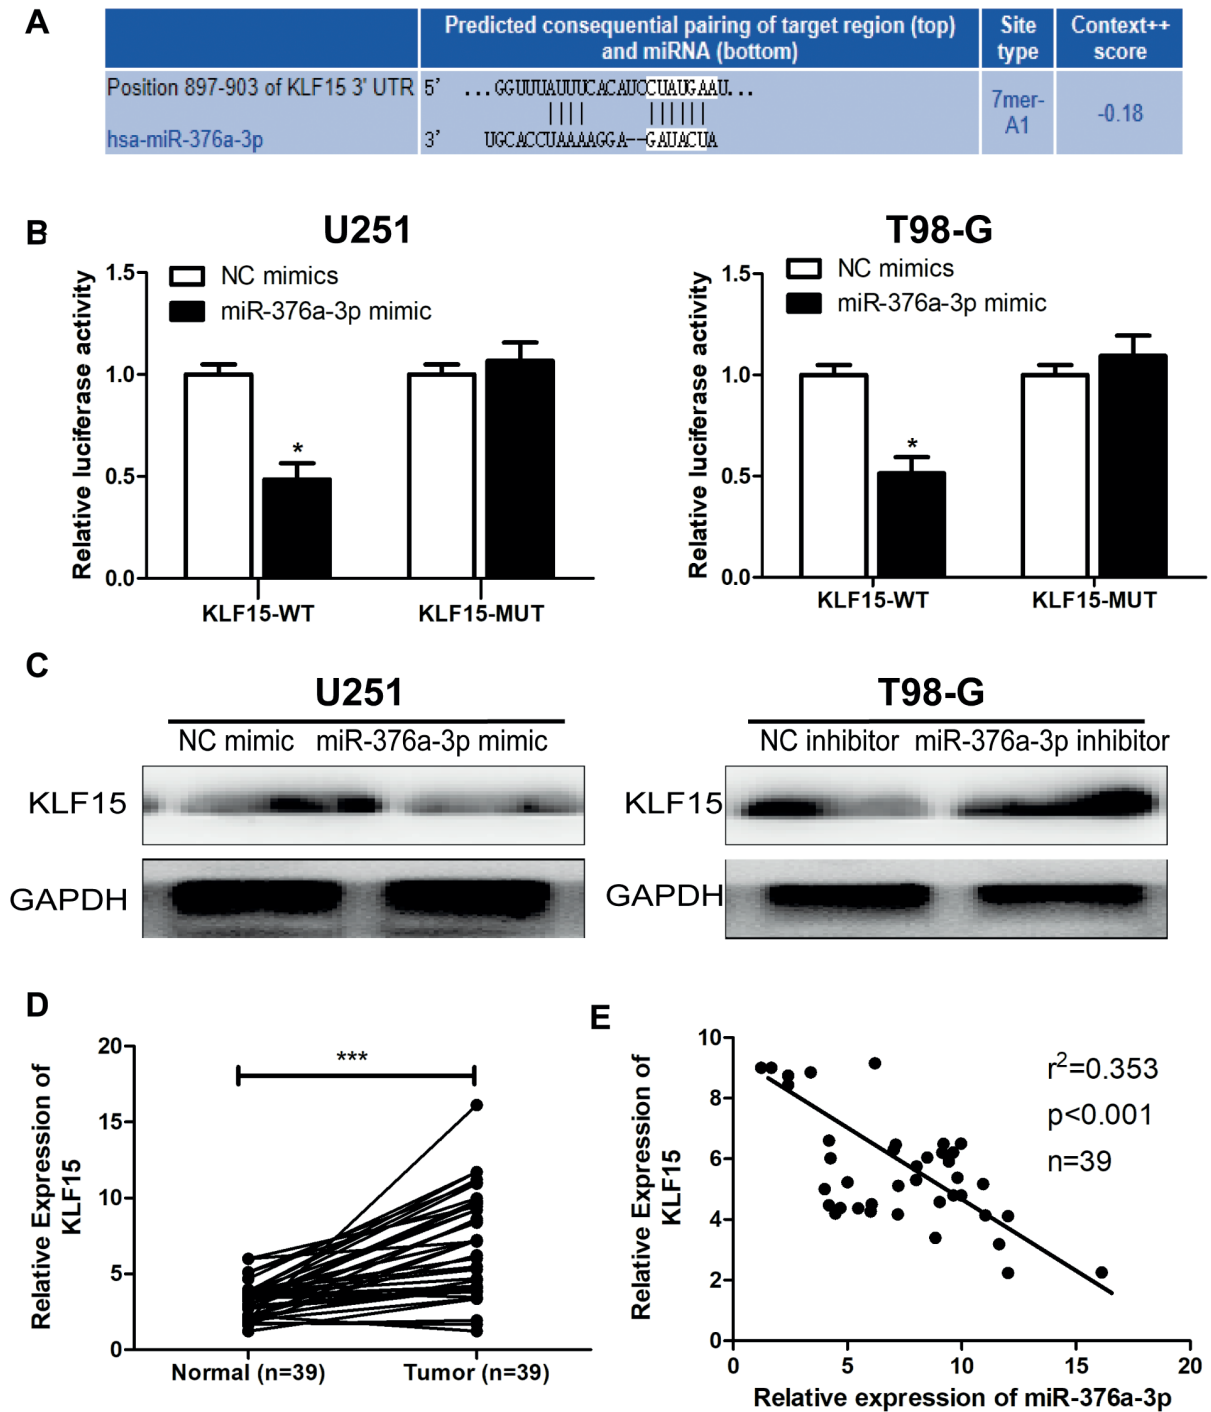 A
Predicted consequential pairing of target region (top)
and miRNA (bottom)
Site
type
Context++
score
Position 897-903 of KLF15 3' UTR
5' ...GGUUUAUUUCACAUCCUAUGAAU...
hsa-miR-376a-3p
3' UGCACCUAAAAGGA--GAUACUA
7mer-
A1
-0.18
B
U251
NC mimics
miR-376a-3p mimic
Relative luciferase activity
1.5
1.0
0.5
0.0
*
KLF15-WT
KLF15-MUT
T98-G
NC mimics
miR-376a-3p mimic
Relative luciferase activity
1.5
1.0
0.5
0.0
*
KLF15-WT
KLF15-MUT
C
U251
NC mimic
miR-376a-3p mimic
KLF15
GAPDH
T98-G
NC inhibitor
miR-376a-3p inhibitor
KLF15
GAPDH
D
Relative Expression of
KLF15
20
15
10
5
0
***
Normal (n=39)
Tumor (n=39)
E
Relative Expression of
KLF15
10
8
6
4
2
0
r²=0.353
p<0.001
n=39
0
5
10
15
20
Relative expression of miR-376a-3p